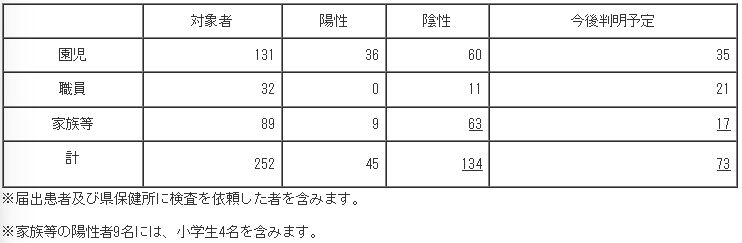 対象者 陽性 陰性 今後判明予定
園児 131 36 60 35
職員 32 0 11 21
家族等 89 9 63 17
計 252 45 134 73
※届出患者及び県保健所に検査を依頼した者を含みます。
※家族等の陽性者9名には、小学生4名を含みます。